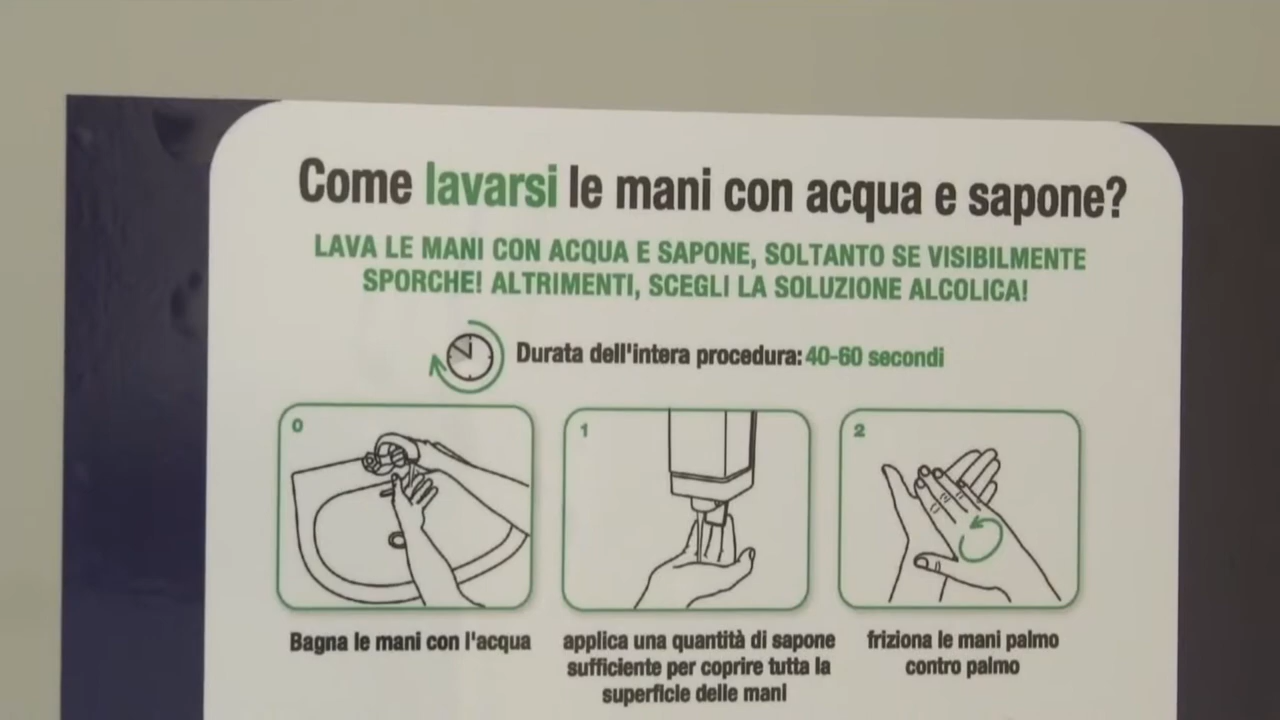 Come lavarsi le mani con acqua e sapone?
LAVA LE MANI CON ACQUA E SAPONE, SOLTANTO SE VISIBILMENTE
SPORCHE! ALTRIMENTI, SCEGLI LA SOLUZIONE ALCOLICA!
Durata dell'intera procedura: 40-60 secondi
0
1
2
Bagna le mani con l'acqua
applica una quantità di sapone
sufficiente per coprire tutta la
superficie delle mani
friziona le mani palmo
contro palmo